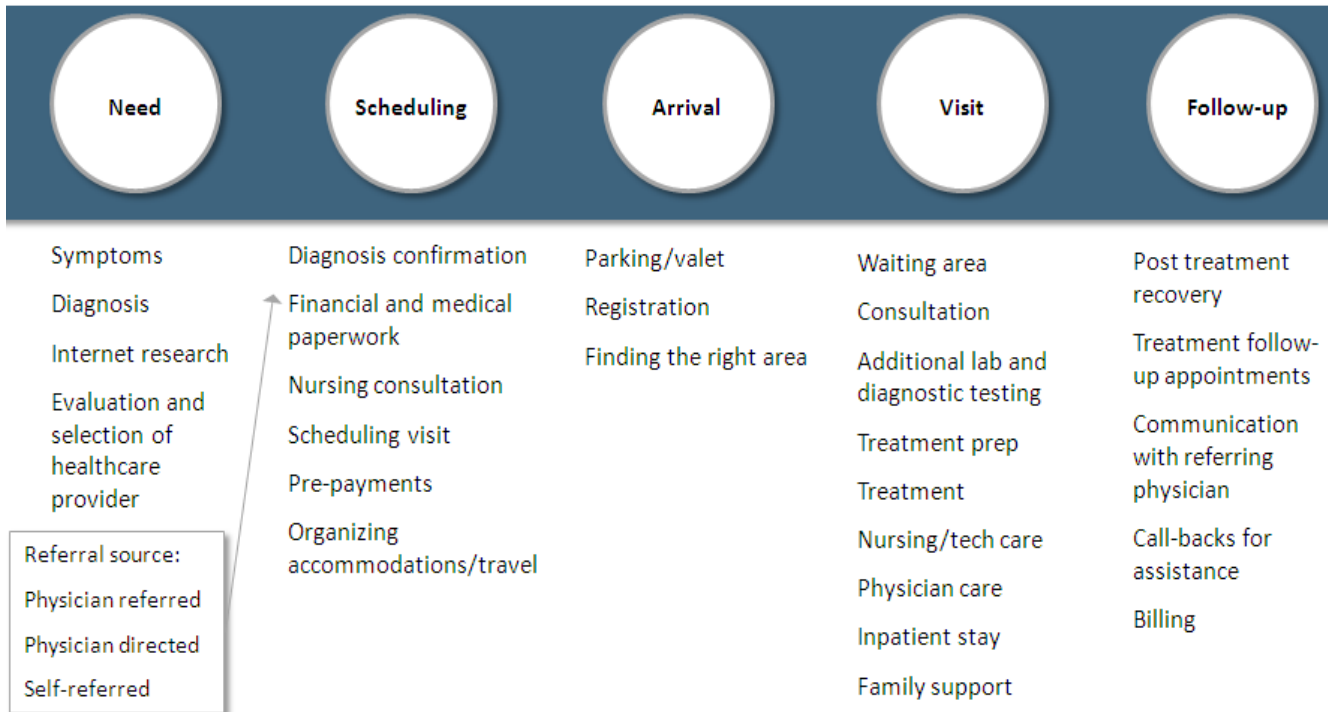 Need
Scheduling
Arrival
Visit
Follow-up
Symptoms
Diagnosis
Internet research
Evaluation and
selection of
healthcare
provider
Referral source:
Physician referred
Physician directed
Self-referred
Diagnosis confirmation
Financial and medical
paperwork
Nursing consultation
Scheduling visit
Pre-payments
Organizing
accommodations/travel
Parking/valet
Registration
Finding the right area
Waiting area
Consultation
Additional lab and
diagnostic testing
Treatment prep
Treatment
Nursing/tech care
Physician care
Inpatient stay
Family support
Post treatment
recovery
Treatment follow-
up appointments
Communication
with referring
physician
Call-backs for
assistance
Billing